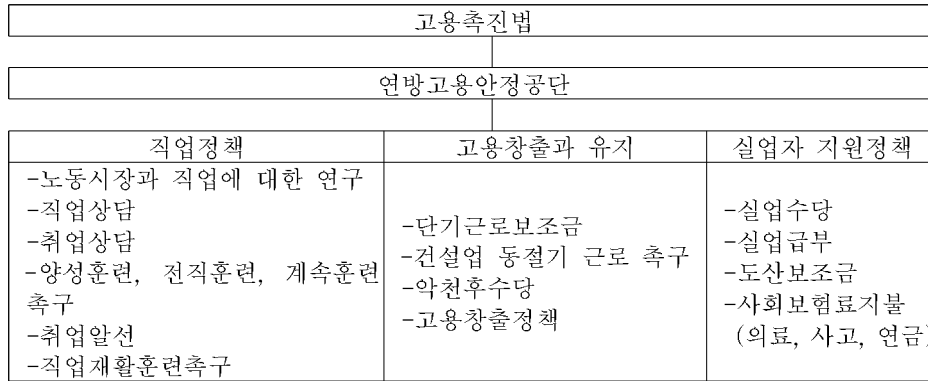 고용촉진법
연방고용안정공단
직업정책
-노동시장과 직업에 대한 연구
-직업상담
-취업상담
-양성훈련, 전직훈련, 계속훈련
촉구
-취업알선
-직업재활훈련촉구
고용창출과 유지
-단기근로보조금
-건설업 동절기 근로 촉구
-악천후수당
-고용창출정책
실업자 지원정책
-실업수당
-실업급부
-도산보조금
-사회보험료지불
(의료, 사고, 연금)